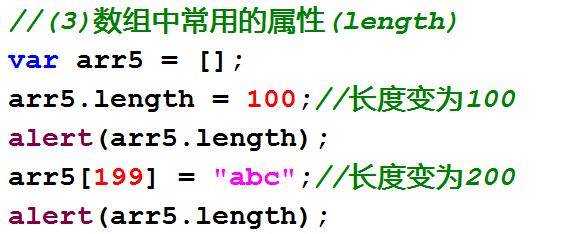 //(3)数组中常用的属性(length)
var arr5 = [];
arr5.length = 100;//长度变为100
alert(arr5.length);
arr5[199] = "abc";//长度变为200
alert(arr5.length);